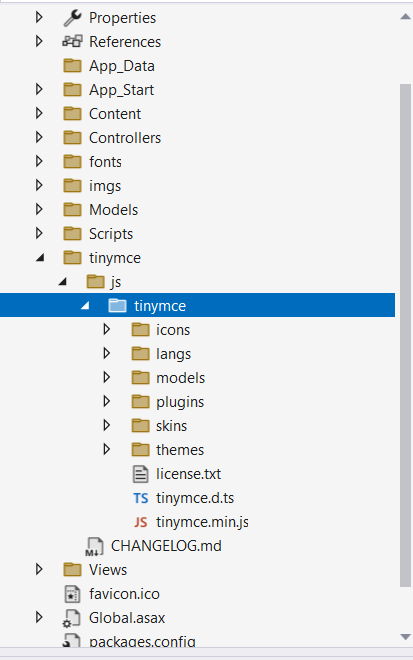 Properties
References
App_Data
App_Start
Content
Controllers
fonts
imgs
Models
Scripts
tinymce
js
tinymce
icons
langs
models
plugins
skins
themes
license.txt
TS tinymce.d.ts
JS tinymce.min.js
M CHANGELOG.md
Views
favicon.ico
Global.asax
packages.config